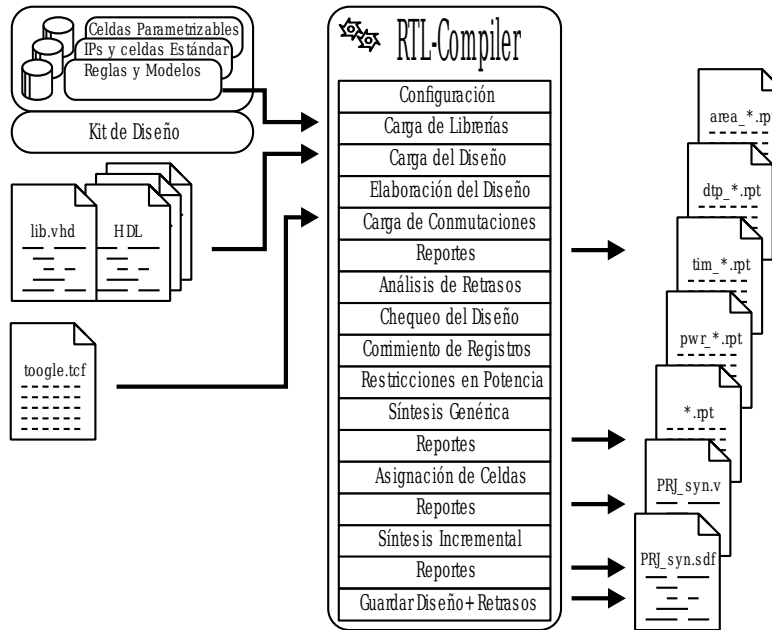 Celdas Parametrizables
IPs y celdas Estándar
Reglas y Modelos
Kit de Diseño
lib.vhd
HDL
toogle.tcf
RTL-Compiler
Configuración
Carga de Librerías
Carga del Diseño
Elaboración del Diseño
Carga de Conmutaciones
Reportes
Análisis de Retrasos
Chequeo del Diseño
Corrimiento de Registros
Restricciones en Potencia
Síntesis Genérica
Reportes
Asignación de Celdas
Reportes
Síntesis Incremental
Reportes
Guardar Diseño+Retrasos
area_*.rpt
dtp_*.rpt
tim_*.rpt
pwr_*.rpt
*.rpt
PRJ_syn.v
PRJ_syn.sdf